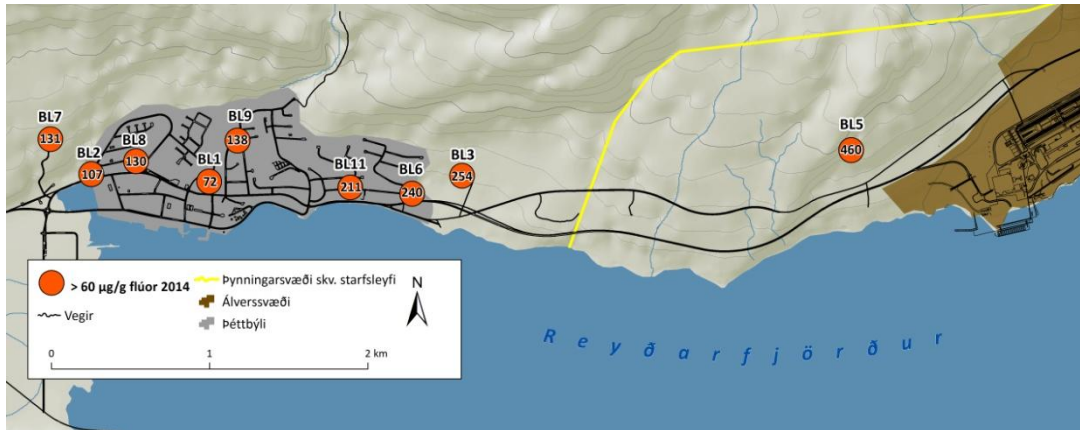 BL7
131
BL2
107
BL8
130
BL9
138
BL1
72
BL11
211
BL6
240
BL3
254
BL5
460
> 60 µg/g flúor 2014
Vegir
Þynningarsvæði skv. starfsleyfi
Álverssvæði
Þéttbýli
N
0 1 2 km
Reyðarfjörður